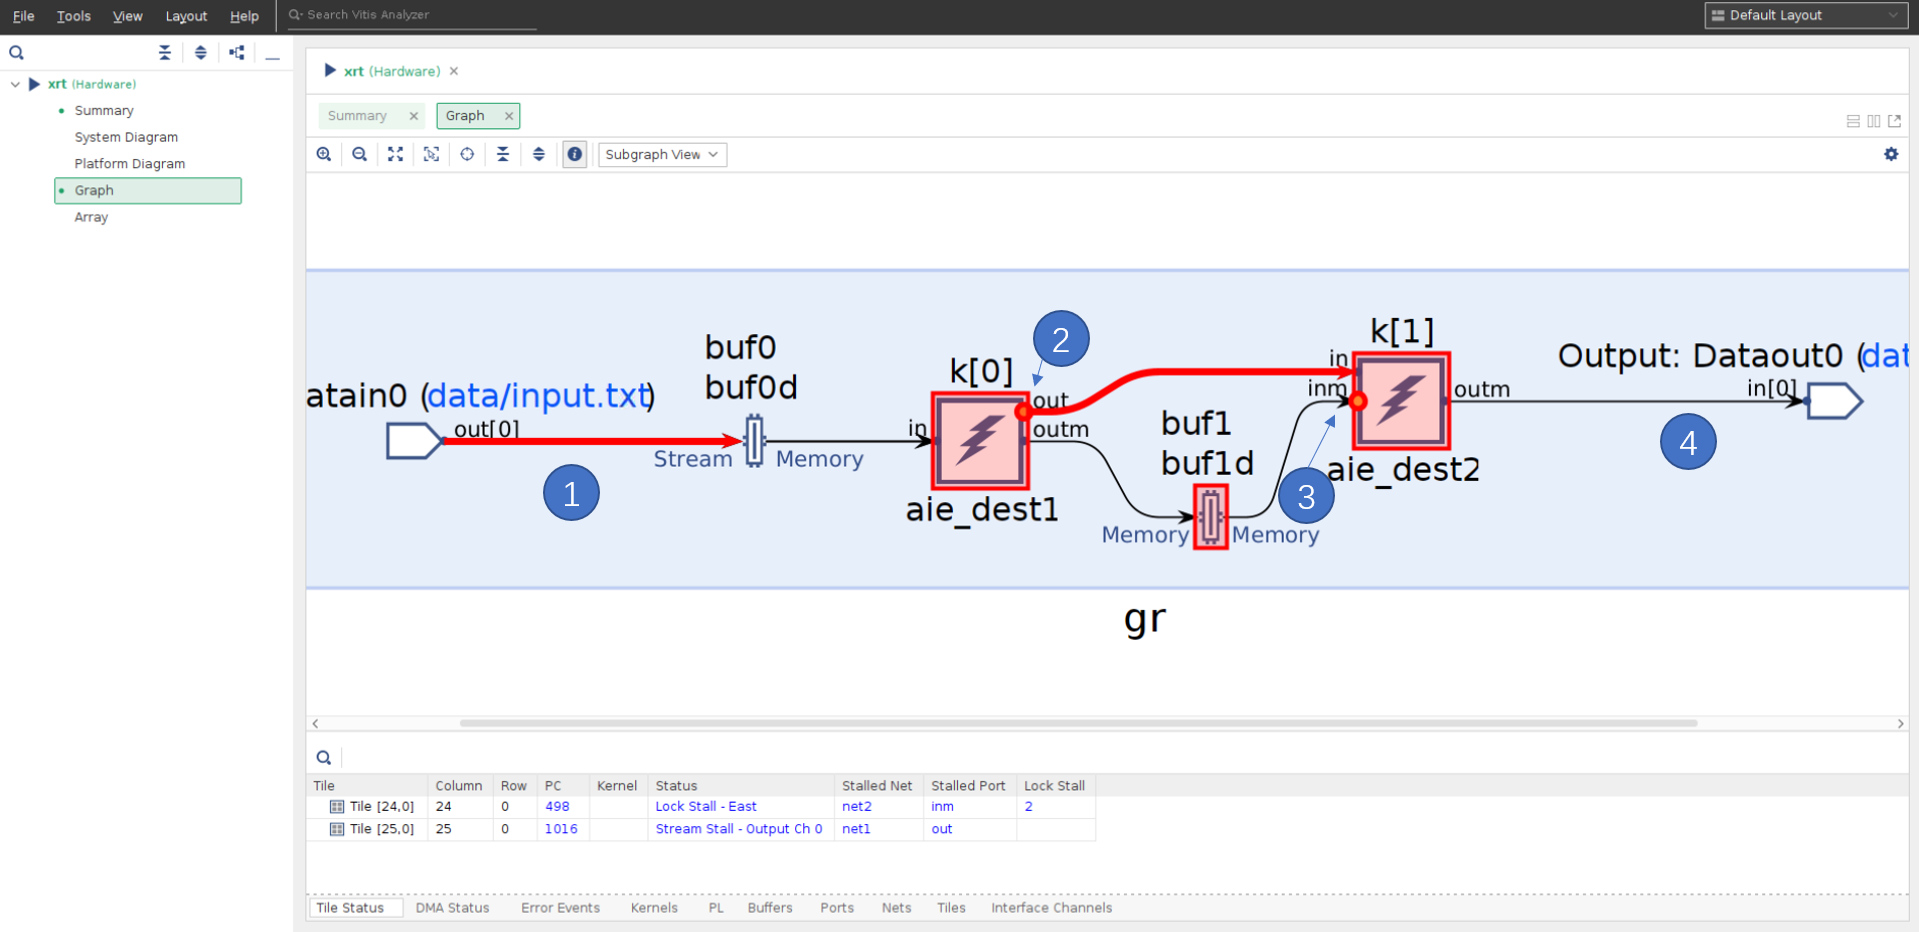 File Tools View Layout Help Search Vitis Analyzer Default Layout
xrt (Hardware)
Summary
System Diagram
Platform Diagram
Graph
Array
xrt (Hardware)
Summary Graph
Subgraph View
atain0 (data/input.txt)
out[0]
1
buf0
buf0d
Stream Memory
k[0]
in
out
outm
aie_dest1
2
buf1
buf1d
Memory Memory
3
k[1]
in
inm
outm
aie_dest2
Output: Dataout0 (dat
in[0]
4
gr
Tile Column Row PC Kernel Status Stalled Net Stalled Port Lock Stall
Tile [24,0] 24 0 498 Lock Stall - East net2 inm 2
Tile [25,0] 25 0 1016 Stream Stall - Output Ch 0 net1 out
Tile Status DMA Status Error Events Kernels PL Buffers Ports Nets Tiles Interface Channels